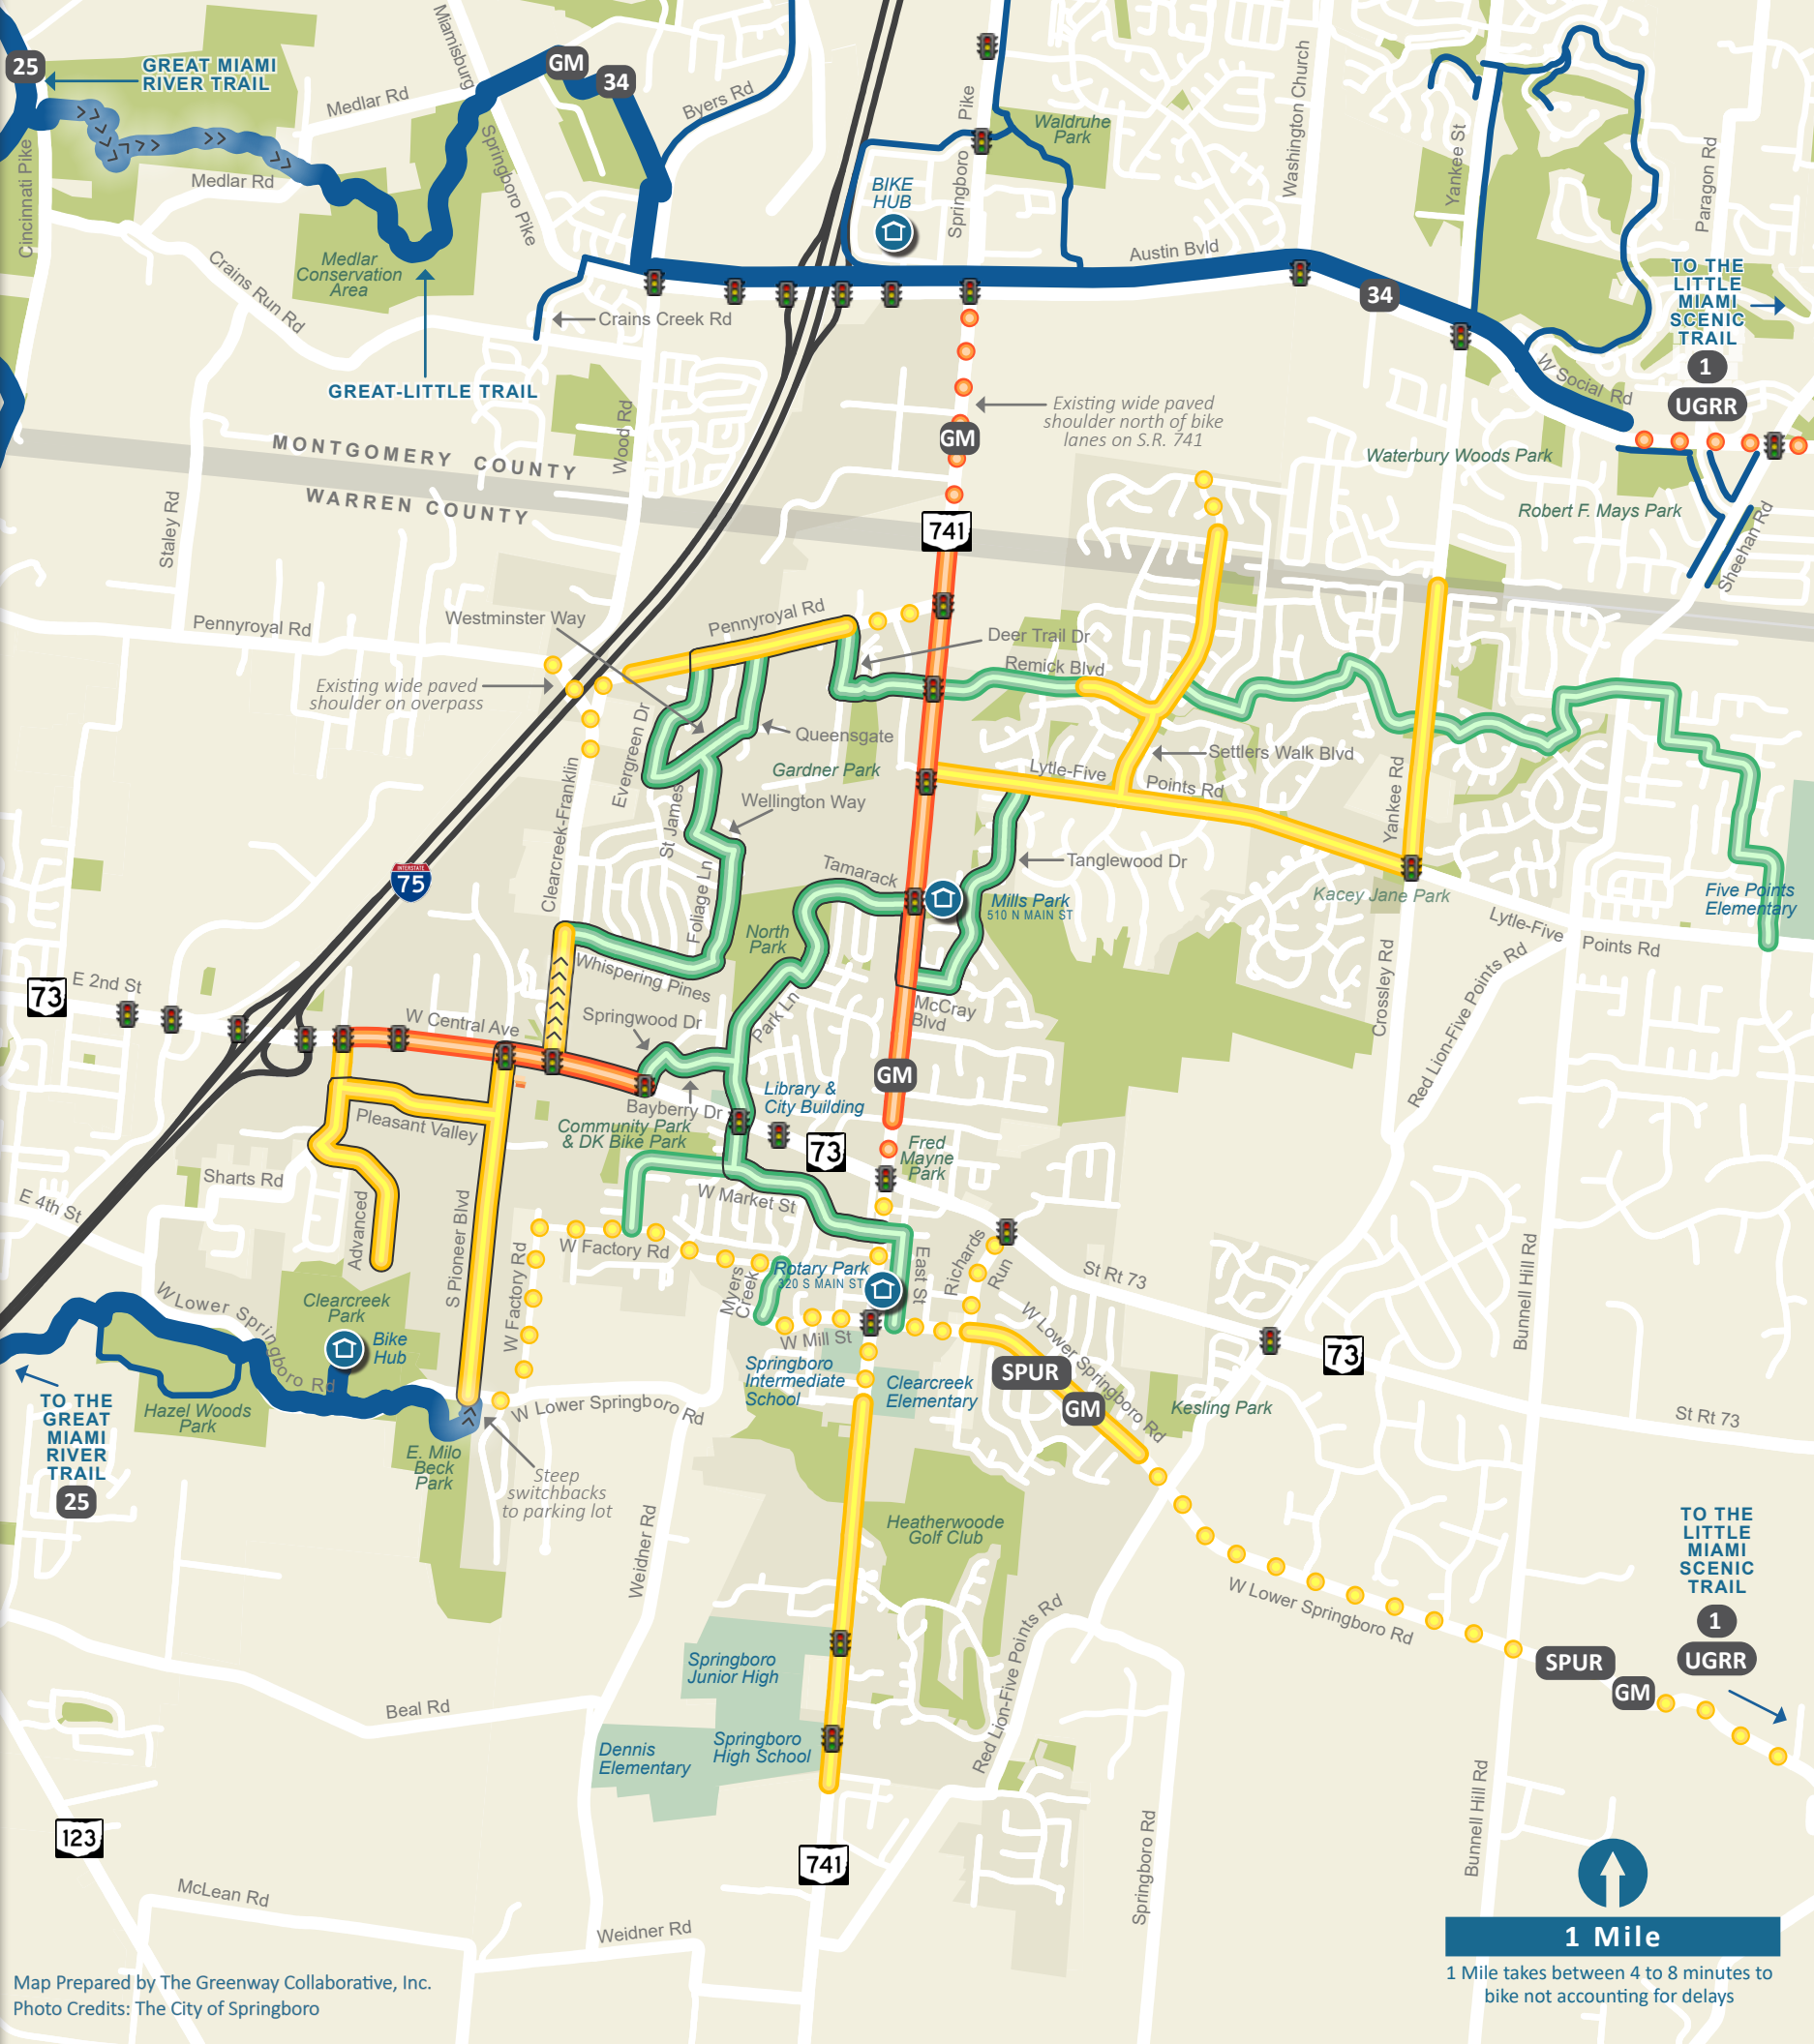 25
GREAT MIAMI
RIVER TRAIL
Miamisburg
Springboro Pike
GM
34
Byers Rd
Medlar Rd
Medlar Rd
Cincinnati Pike
Crains Run Rd
Medlar
Conservation
Area
GREAT-LITTLE TRAIL
Crains Creek Rd
BIKE
HUB
Springboro Pike
Waldruhe
Park
Washington Church
Yankee St
Paragon Rd
Austin Bvld
34
TO THE
LITTLE
MIAMI
SCENIC
TRAIL
1
UGRR
W Social Rd
Existing wide paved
shoulder north of bike
lanes on S.R. 741
GM
Wood Rd
MONTGOMERY COUNTY
WARREN COUNTY
Staley Rd
Waterbury Woods Park
Robert F. Mays Park
Sheehan Rd
741
Pennyroyal Rd
Westminster Way
Pennyroyal Rd
Deer Trail Dr
Remick Blvd
Existing wide paved
shoulder on overpass
Evergreen Dr
Queensgate
Gardner Park
Settlers Walk Blvd
Lytle-Five Points Rd
Yankee Rd
Clearcreek-Franklin
St James
Wellington Way
Foliage Ln
Tamarack
Tanglewood Dr
75
INTERSTATE
Mills Park
510 N MAIN ST
Kacey Jane Park
Five Points
Elementary
Lytle-Five Points Rd
North
Park
Whispering Pines
73
E 2nd St
W Central Ave
Springwood Dr
Park Ln
McCray
Blvd
Crossley Rd
Red Lion-Five Points Rd
GM
Bayberry Dr
Library &
City Building
Pleasant Valley
Community Park
& DK Bike Park
73
Fred
Mayne
Park
Sharts Rd
E 4th St
Advanced
S Pioneer Blvd
W Market St
W Factory Rd
W Factory Rd
Myers
Creek
Rotary Park
320 S MAIN ST
East St
Richards
Run
St Rt 73
Bunnell Hill Rd
W Lower Springboro Rd
Clearcreek
Park
Bike
Hub
W Mill St
W Lower Springboro Rd
SPUR
GM
73
TO THE
GREAT
MIAMI
RIVER
TRAIL
25
Hazel Woods
Park
W Lower Springboro Rd
Springboro
Intermediate
School
Clearcreek
Elementary
Kesling Park
St Rt 73
E. Milo
Beck
Park
Steep
switchbacks
to parking lot
Weidner Rd
Heatherwoode
Golf Club
W Lower Springboro Rd
TO THE
LITTLE
MIAMI
SCENIC
TRAIL
1
UGRR
SPUR
GM
Springboro
Junior High
Red Lion-Five Points Rd
Beal Rd
Dennis
Elementary
Springboro
High School
Springboro Rd
Bunnell Hill Rd
123
741
McLean Rd
Weidner Rd
1 Mile
1 Mile takes between 4 to 8 minutes to
bike not accounting for delays
Map Prepared by The Greenway Collaborative, Inc.
Photo Credits: The City of Springboro